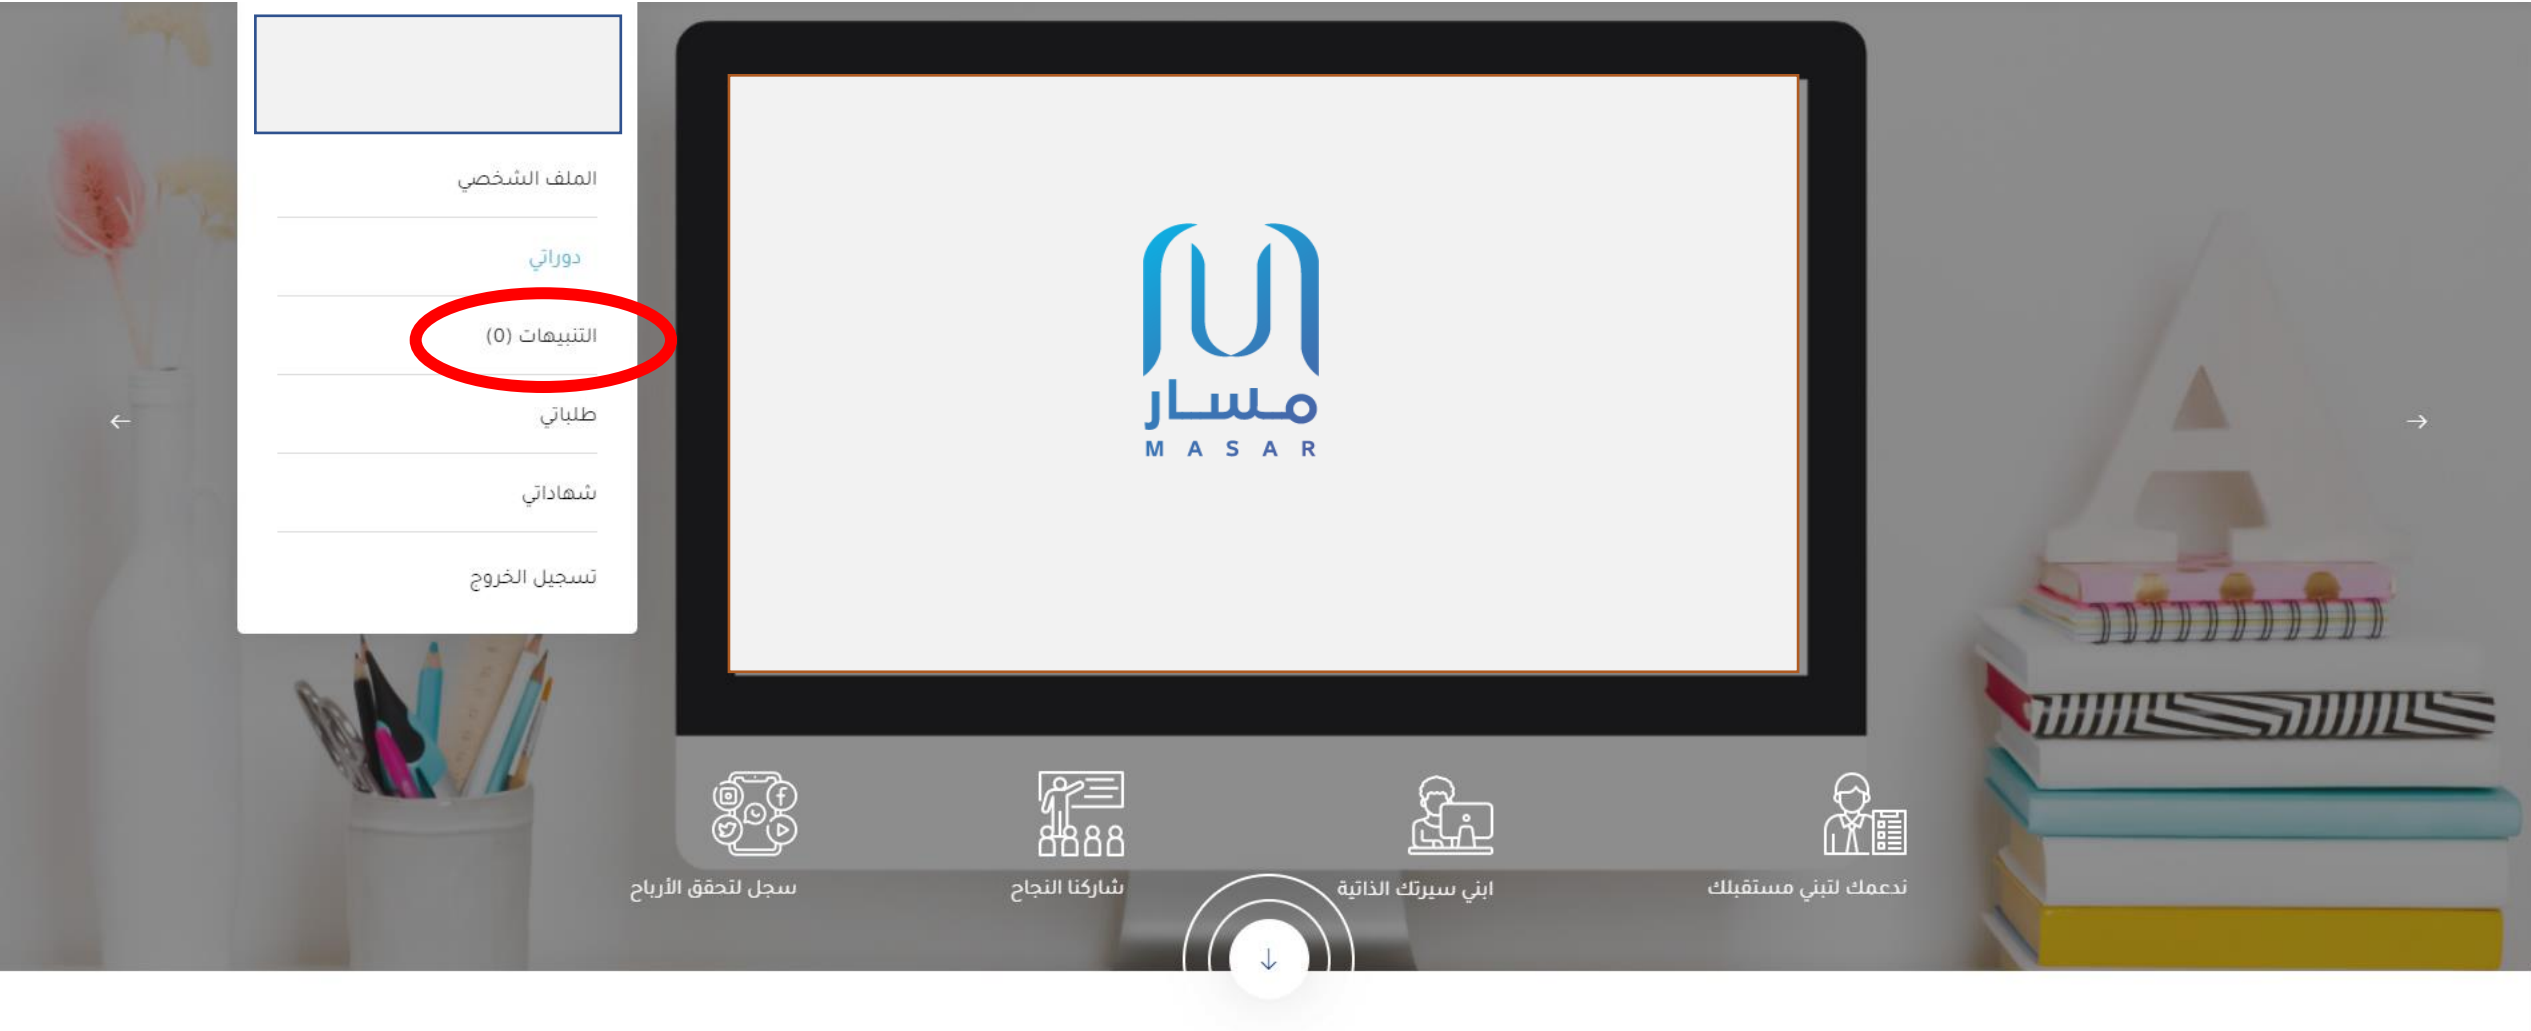 الملف الشخصي
دوراتي
التنبيهات (0)
طلباتي
شهاداتي
تسجيل الخروج
مسار
MASAR
ندعمك لتبني مستقبلك
ابني سيرتك الذاتية
شاركنا النجاح
سجل لتحقق الأرباح